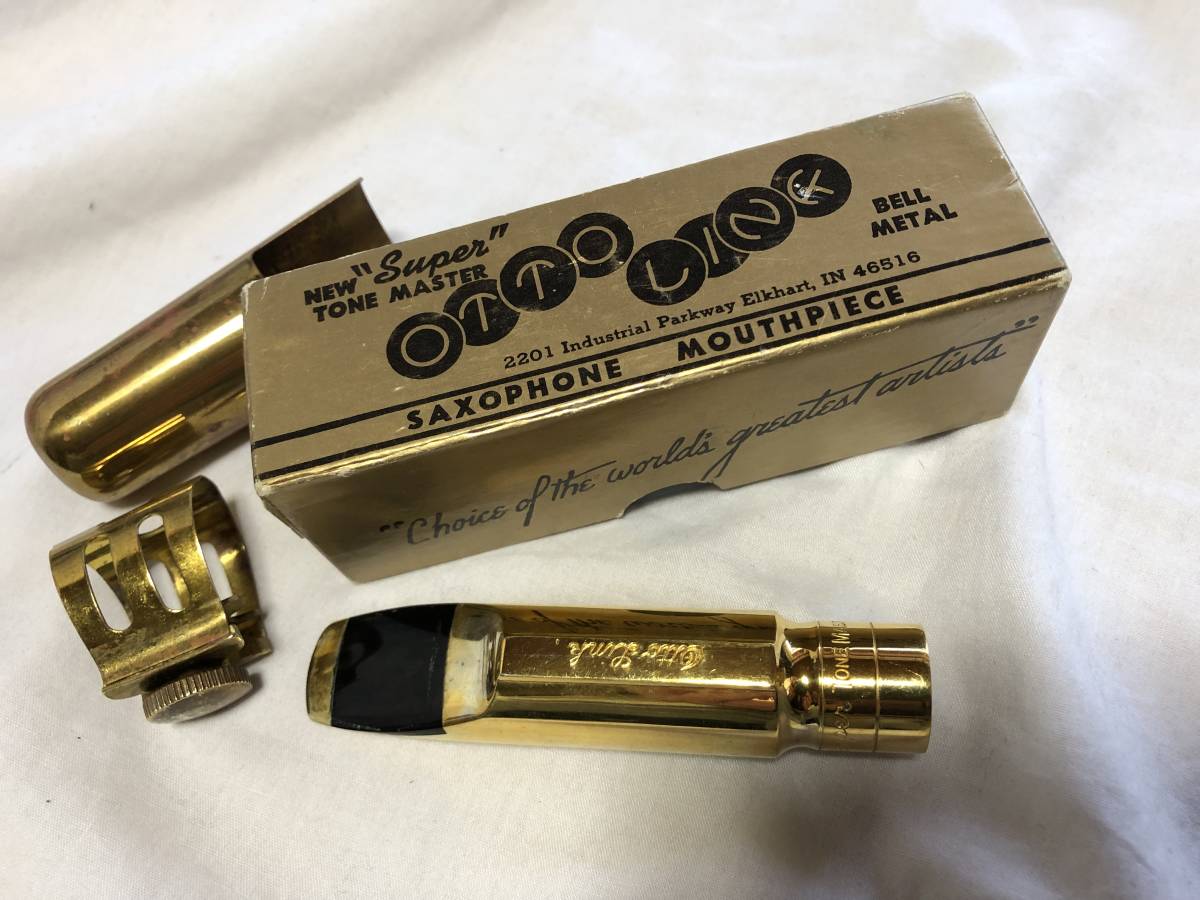 NEW "Super"
TONE MASTER
OTTO LINK
BELL
METAL
2201 Industrial Parkway Elkhart, IN 46516
SAXOPHONE MOUTHPIECE
"Choice of the world's greatest artists"
Otto Link
TONE